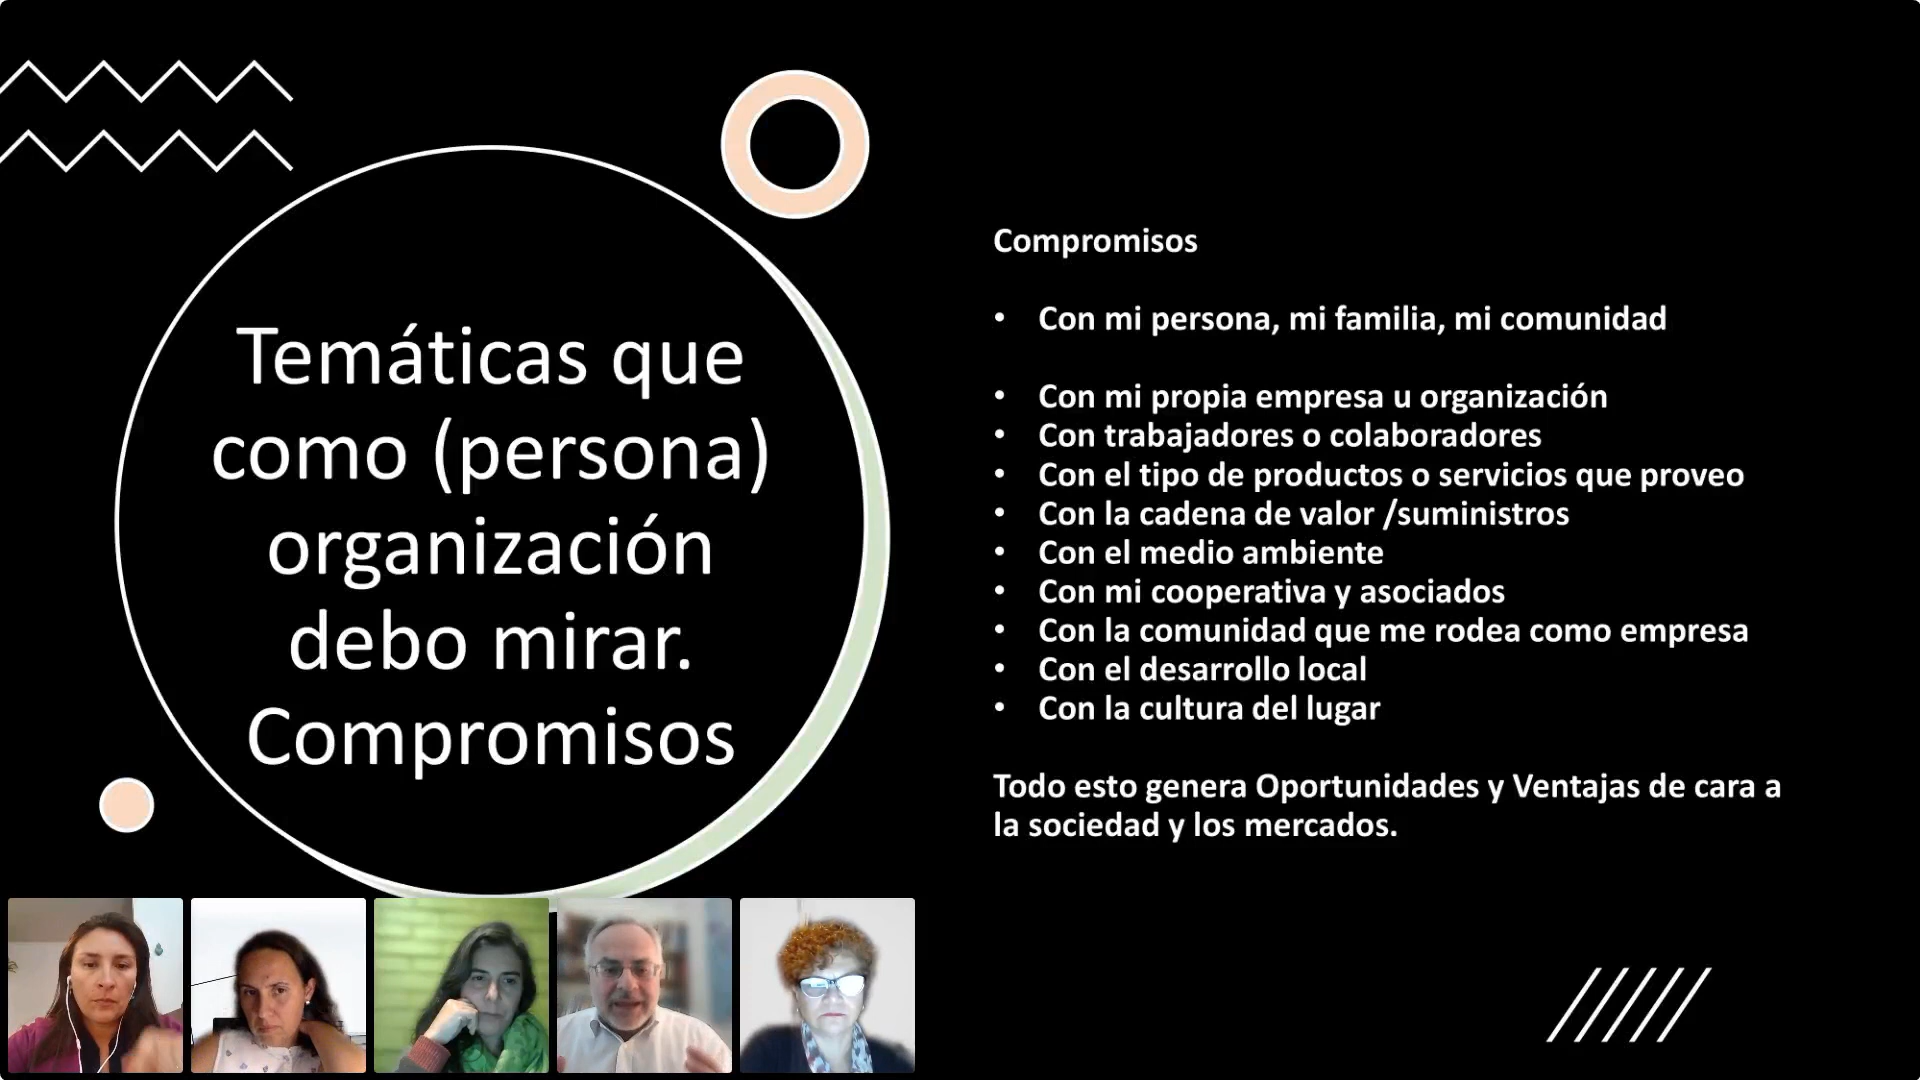 Temáticas que
como (persona)
organización
debo mirar.
Compromisos
Compromisos
• Con mi persona, mi familia, mi comunidad
• Con mi propia empresa u organización
• Con trabajadores o colaboradores
• Con el tipo de productos o servicios que proveo
• Con la cadena de valor /suministros
• Con el medio ambiente
• Con mi cooperativa y asociados
• Con la comunidad que me rodea como empresa
• Con el desarrollo local
• Con la cultura del lugar
Todo esto genera Oportunidades y Ventajas de cara a
la sociedad y los mercados.